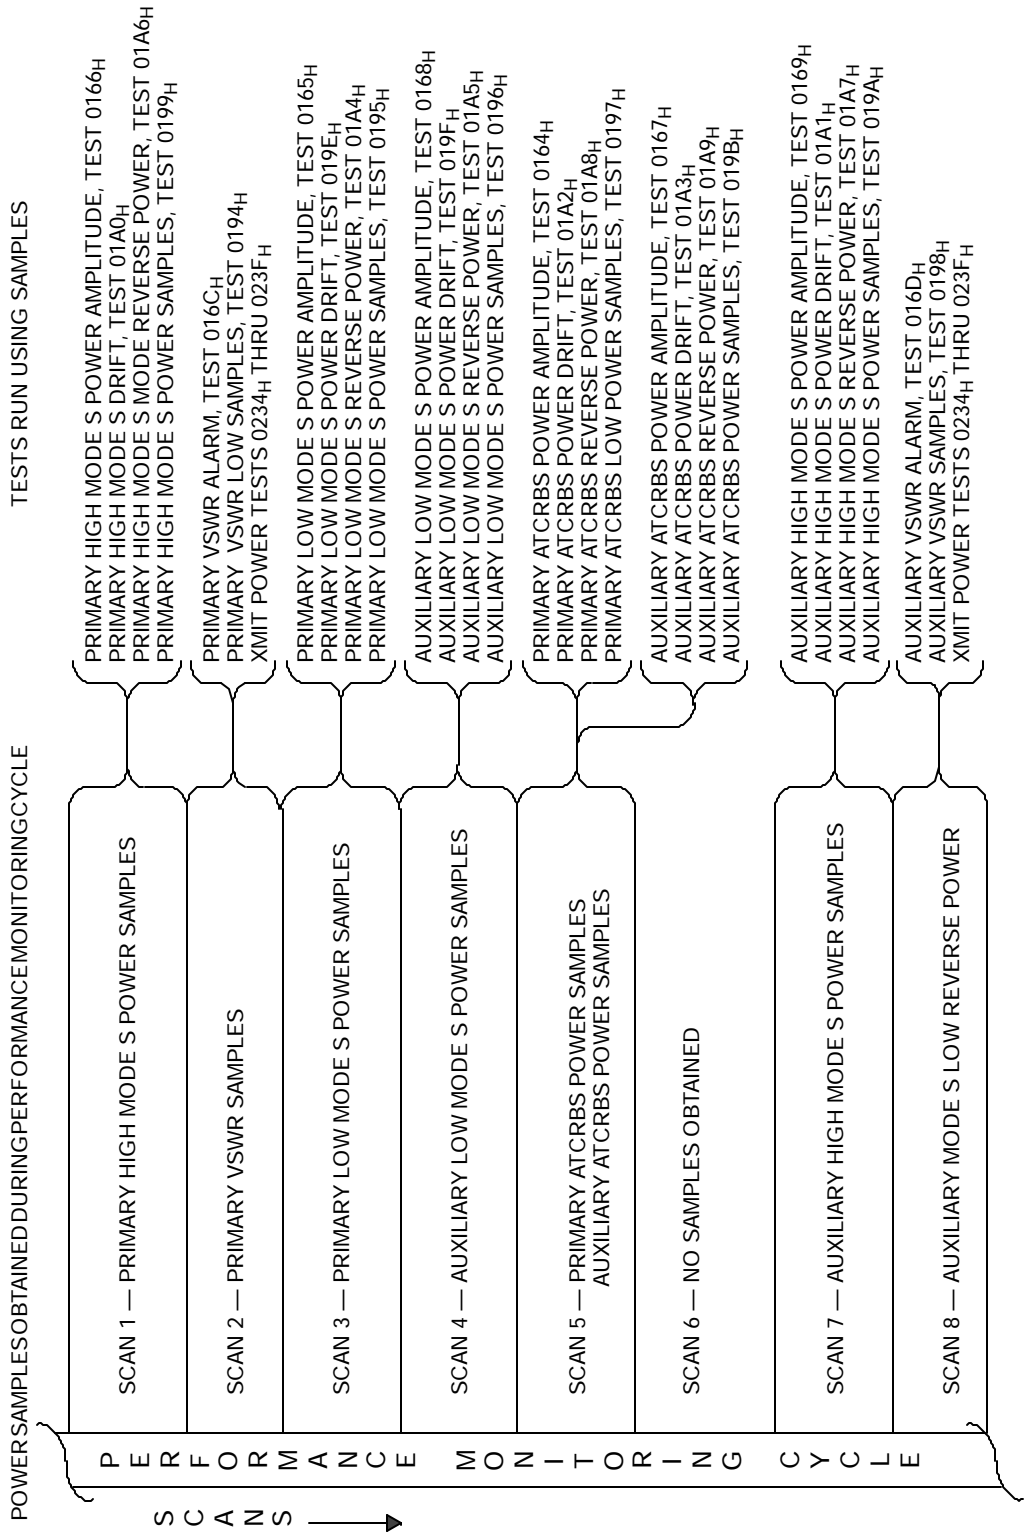 POWER SAMPLES OBTAINED DURING PERFORMANCE MONITORING CYCLE
TESTS RUN USING SAMPLES
SCANS
PERFORMANCE MONITORING CYCLE
SCAN 1 — PRIMARY HIGH MODE S POWER SAMPLES
PRIMARY HIGH MODE S POWER AMPLITUDE, TEST 0166H
PRIMARY HIGH MODE S DRIFT, TEST 01A0H
PRIMARY HIGH MODE S MODE REVERSE POWER, TEST 01A6H
PRIMARY HIGH MODE S POWER SAMPLES, TEST 0199H
SCAN 2 — PRIMARY VSWR SAMPLES
PRIMARY VSWR ALARM, TEST 016CH
PRIMARY VSWR LOW SAMPLES, TEST 0194H
XMIT POWER TESTS 0234H THRU 023FH
SCAN 3 — PRIMARY LOW MODE S POWER SAMPLES
PRIMARY LOW MODE S POWER AMPLITUDE, TEST 0165H
PRIMARY LOW MODE S POWER DRIFT, TEST 019EH
PRIMARY LOW MODE S REVERSE POWER, TEST 01A4H
PRIMARY LOW MODE S POWER SAMPLES, TEST 0195H
SCAN 4 — AUXILIARY LOW MODE S POWER SAMPLES
AUXILIARY LOW MODE S POWER AMPLITUDE, TEST 0168H
AUXILIARY LOW MODE S POWER DRIFT, TEST 019FH
AUXILIARY LOW MODE S REVERSE POWER, TEST 01A5H
AUXILIARY LOW MODE S POWER SAMPLES, TEST 0196H
SCAN 5 — PRIMARY ATCRBS POWER SAMPLES
AUXILIARY ATCRBS POWER SAMPLES
PRIMARY ATCRBS POWER AMPLITUDE, TEST 0164H
PRIMARY ATCRBS POWER DRIFT, TEST 01A2H
PRIMARY ATCRBS REVERSE POWER, TEST 01A8H
PRIMARY ATCRBS LOW POWER SAMPLES, TEST 0197H
SCAN 6 — NO SAMPLES OBTAINED
AUXILIARY ATCRBS POWER AMPLITUDE, TEST 0167H
AUXILIARY ATCRBS POWER DRIFT, TEST 01A3H
AUXILIARY ATCRBS REVERSE POWER, TEST 01A9H
AUXILIARY ATCRBS POWER SAMPLES, TEST 019BH
SCAN 7 — AUXILIARY HIGH MODE S POWER SAMPLES
AUXILIARY HIGH MODE S POWER AMPLITUDE, TEST 0169H
AUXILIARY HIGH MODE S POWER DRIFT, TEST 01A1H
AUXILIARY HIGH MODE S REVERSE POWER, TEST 01A7H
AUXILIARY HIGH MODE S POWER SAMPLES, TEST 019AH
SCAN 8 — AUXILIARY MODE S LOW REVERSE POWER
AUXILIARY VSWR ALARM, TEST 016DH
AUXILIARY VSWR SAMPLES, TEST 0198H
XMIT POWER TESTS 0234H THRU 023FH